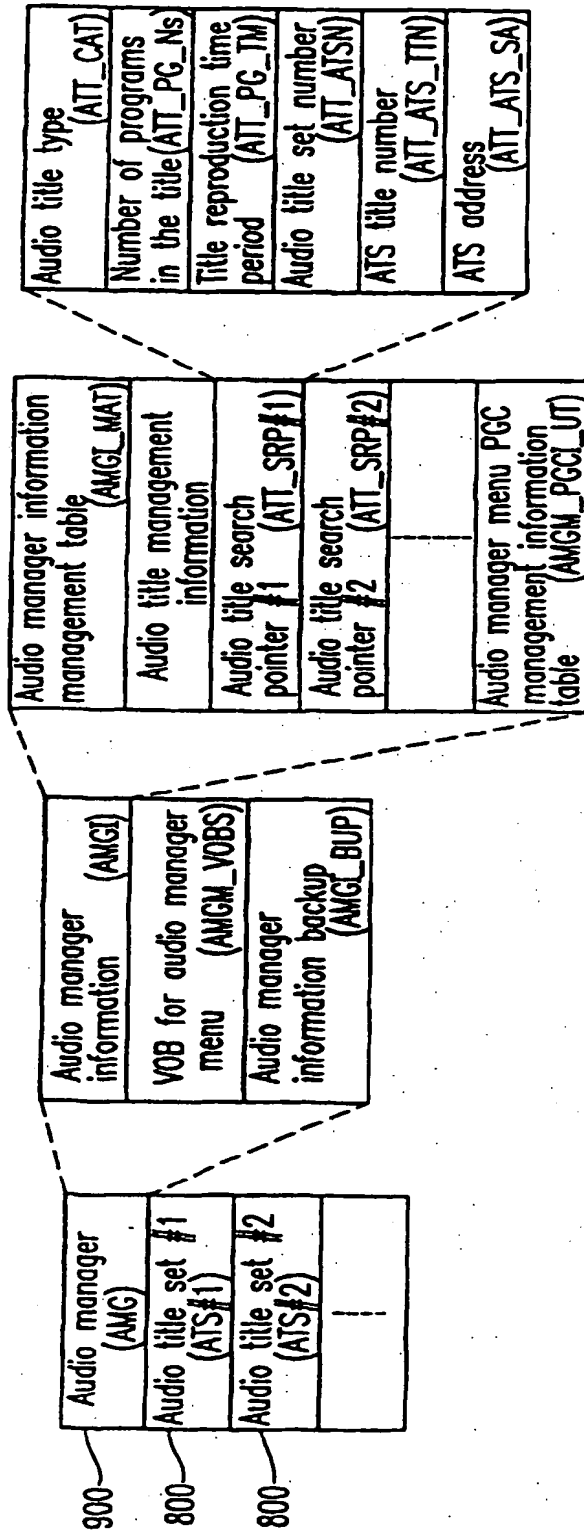 900
800
800
Audio manager
(AMG)
Audio title set #1
(ATS#1)
Audio title set #2
(ATS#2)
Audio manager
information (AMGI)
VOB for audio manager
menu (AMGM_VOBS)
Audio manager
information backup
(AMGI_BUP)
Audio manager information
management table
(AMGI_MAT)
Audio title management
information
Audio title search
pointer #1 (ATT_SRP#1)
Audio title search
pointer #2 (ATT_SRP#2)
Audio manager menu PGC
management information
table (AMGM_PGCI_UT)
Audio title type
(ATT_CAT)
Number of programs
in the title (ATT_PG_Ns)
Title reproduction time
period (ATT_PG_TM)
Audio title set number
(ATT_ATSN)
ATS title number
(ATT_ATS_TTN)
ATS address
(ATT_ATS_SA)